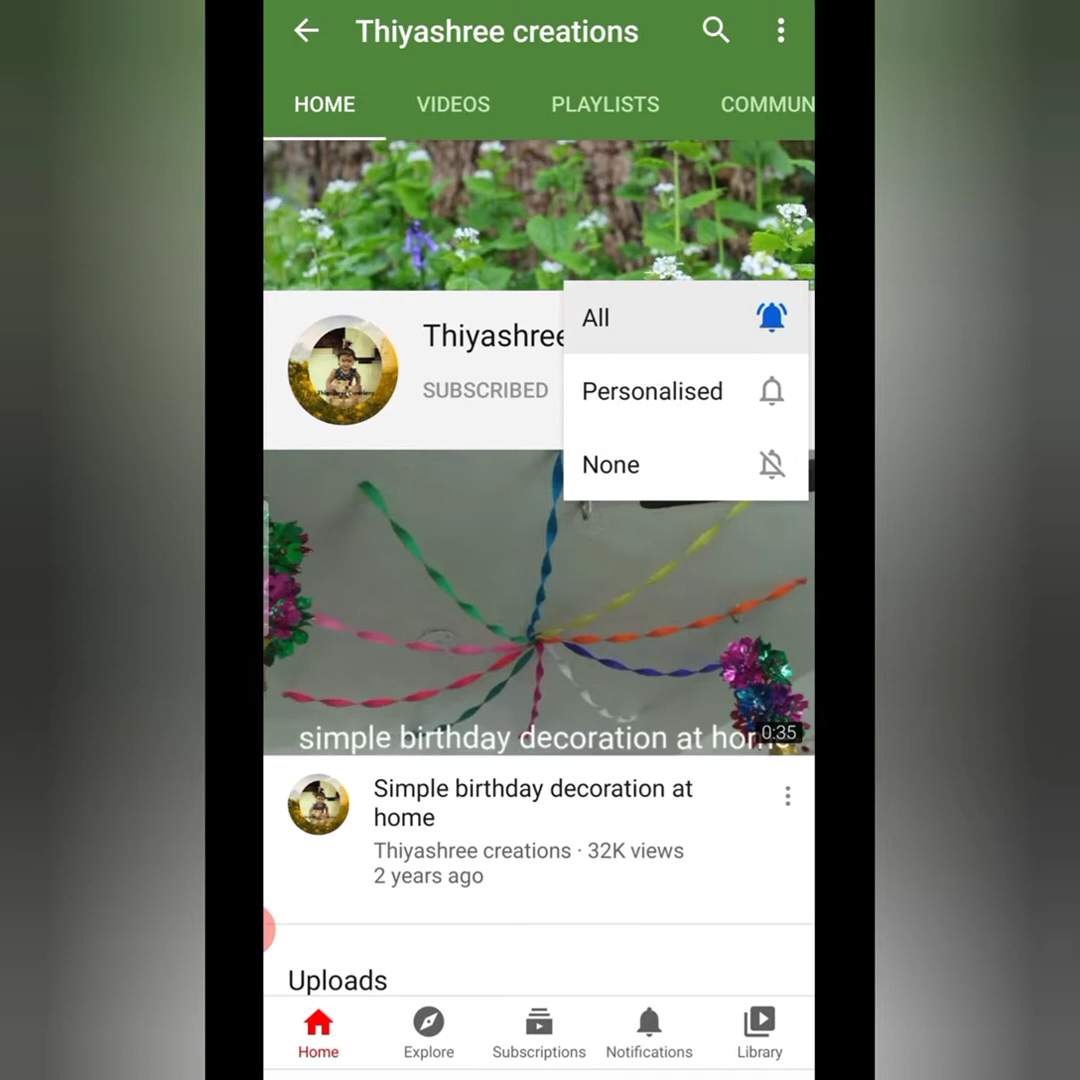 Thiyashree creations
HOME VIDEOS PLAYLISTS COMMUN
Thiyashree
SUBSCRIBED
All
Personalised
None
simple birthday decoration at
0:35
Simple birthday decoration at
home
Thiyashree creations · 32K views
2 years ago
Uploads
Home Explore Subscriptions Notifications Library